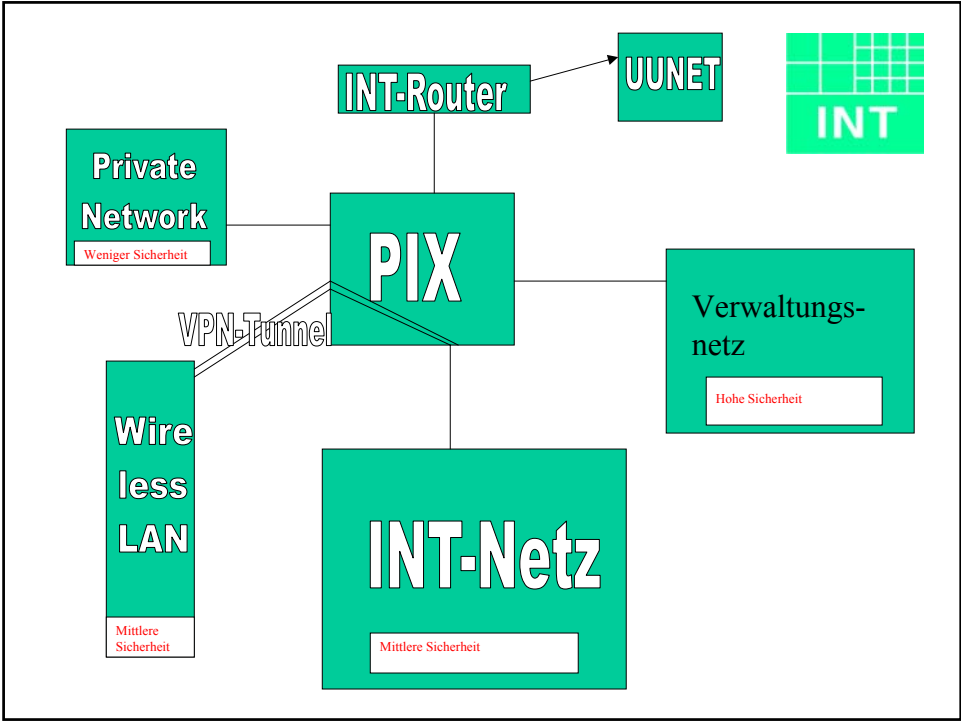 INT-Router
UUNET
INT
Private
Network
Weniger Sicherheit
PIX
VPN-Tunnel
Verwaltungs-
netz
Hohe Sicherheit
Wire
less
LAN
Mittlere
Sicherheit
INT-Netz
Mittlere Sicherheit